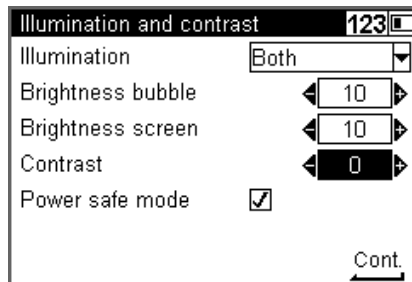 Illumination and contrast 123
Illumination Both
Brightness bubble 10
Brightness screen 10
Contrast 0
Power safe mode
Cont.